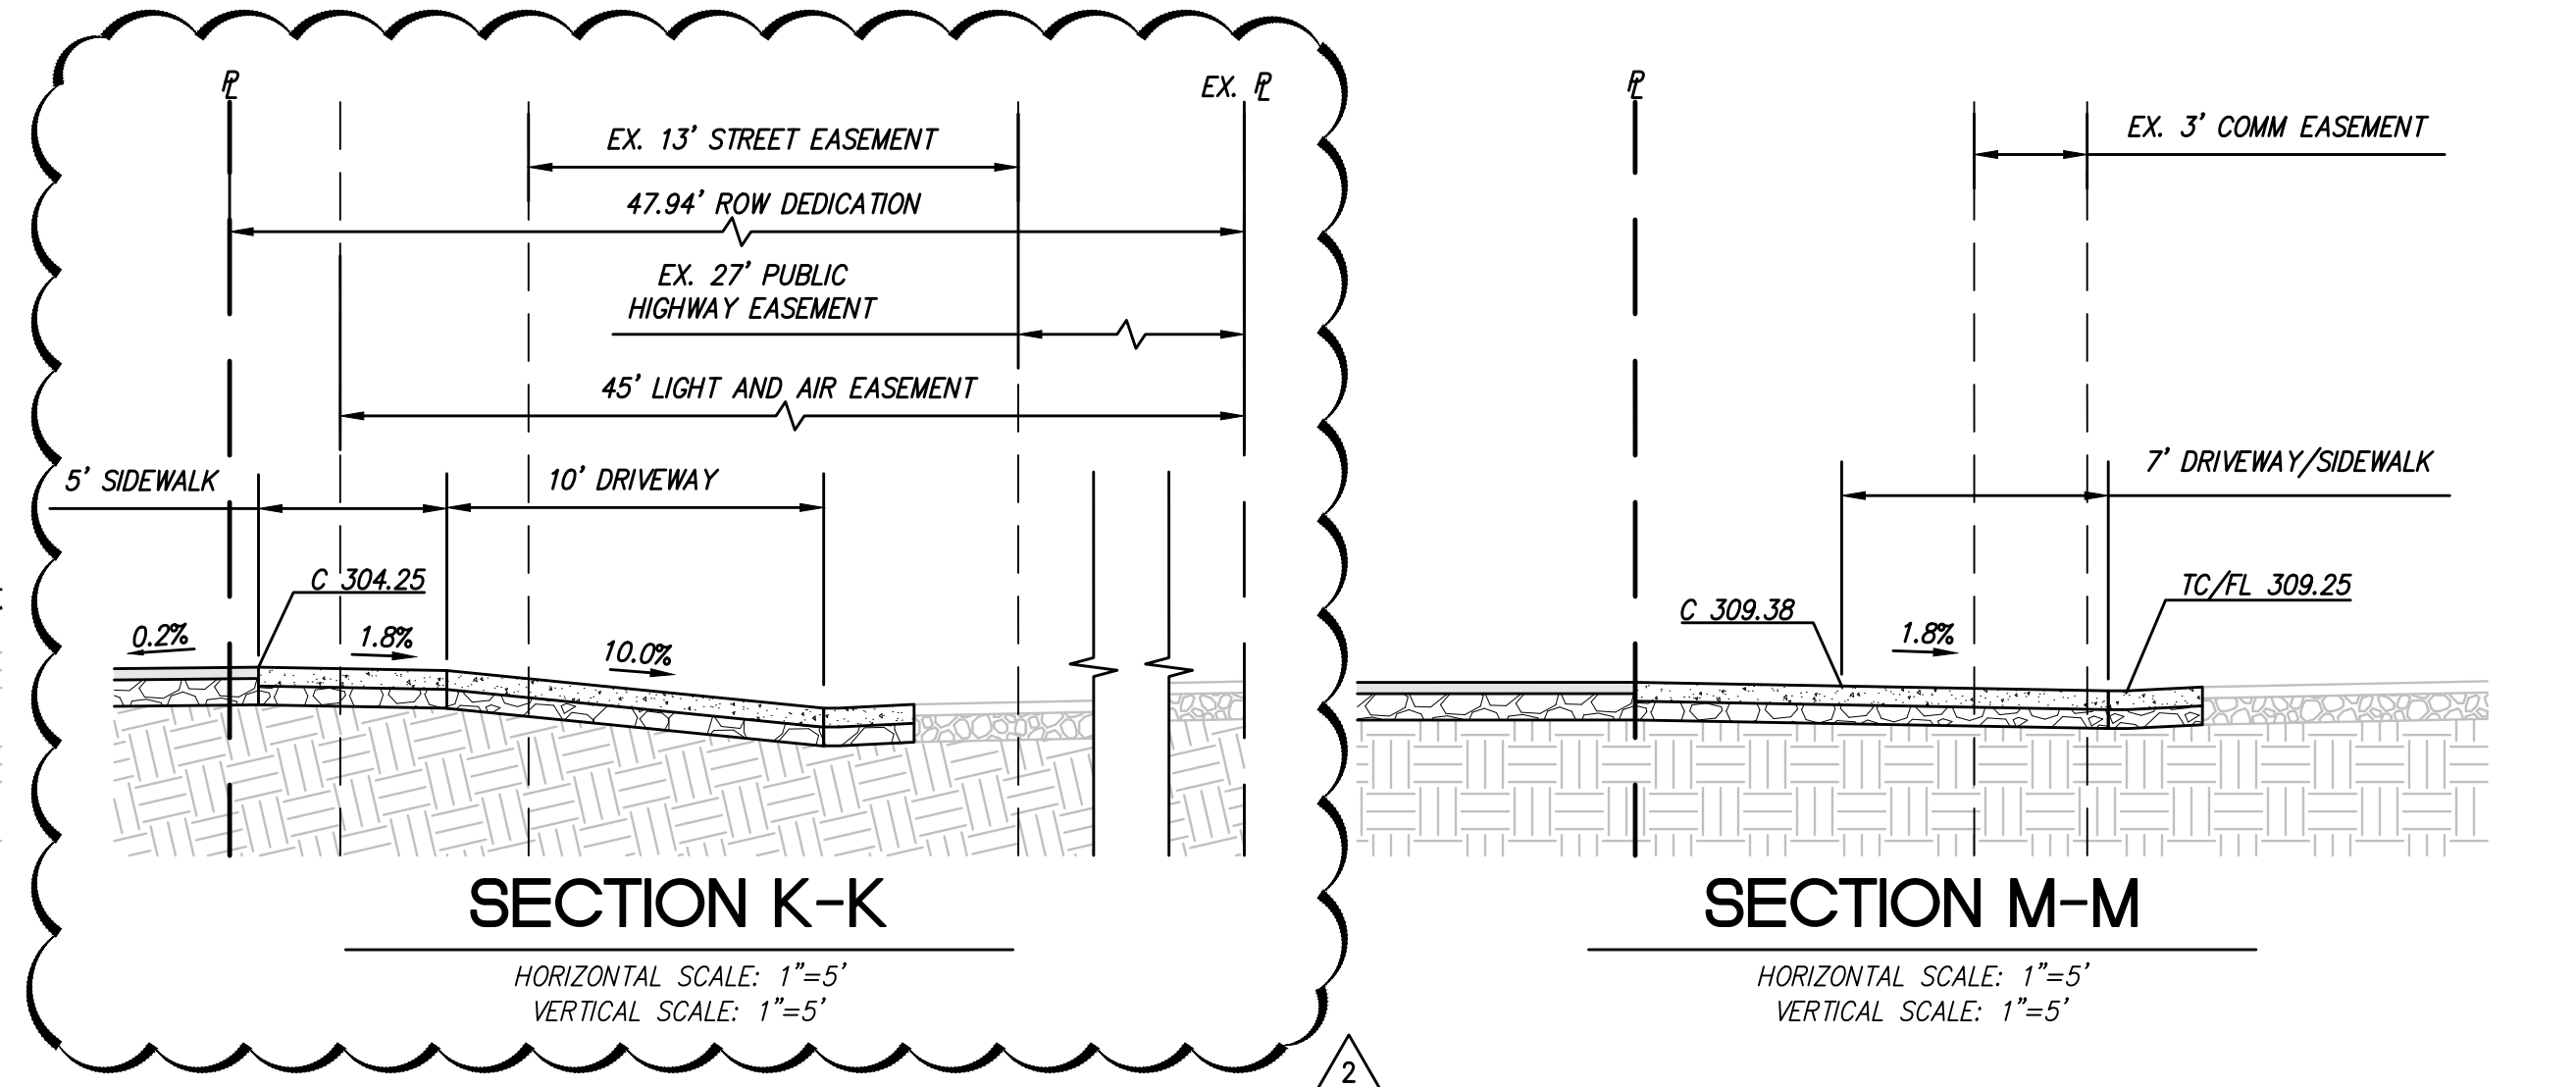 ℄
EX. ℄
EX. 13' STREET EASEMENT
47.94' ROW DEDICATION
EX. 27' PUBLIC
HIGHWAY EASEMENT
45' LIGHT AND AIR EASEMENT
5' SIDEWALK
10' DRIVEWAY
C 304.25
0.2%
1.8%
10.0%
SECTION K-K
HORIZONTAL SCALE: 1"=5'
VERTICAL SCALE: 1"=5'
℄
EX. 3' COMM EASEMENT
7' DRIVEWAY/SIDEWALK
C 309.38
1.8%
TC/FL 309.25
SECTION M-M
HORIZONTAL SCALE: 1"=5'
VERTICAL SCALE: 1"=5'
2